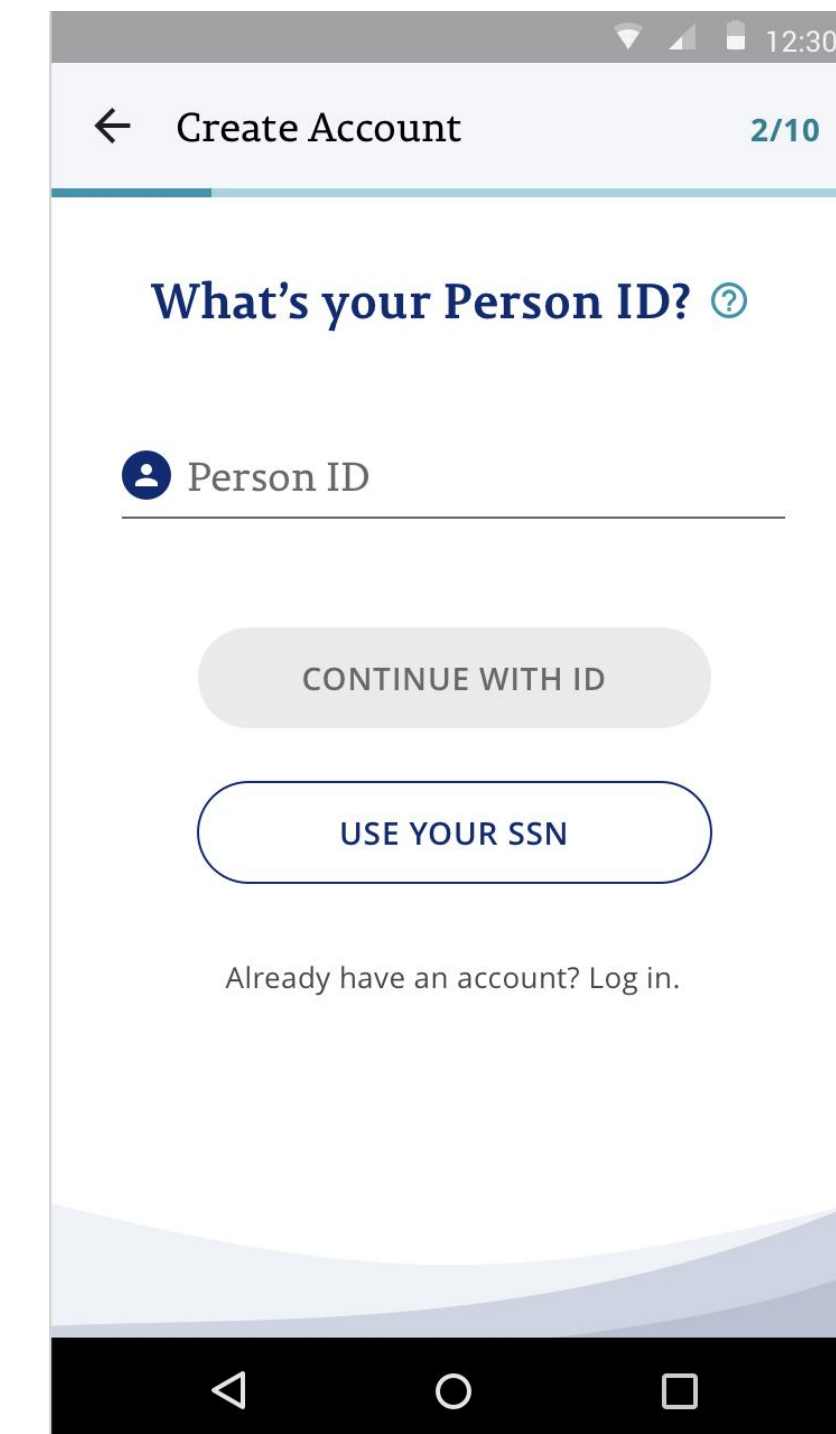 12:30
Create Account 2/10
What’s your Person ID?
Person ID
CONTINUE WITH ID
USE YOUR SSN
Already have an account? Log in.